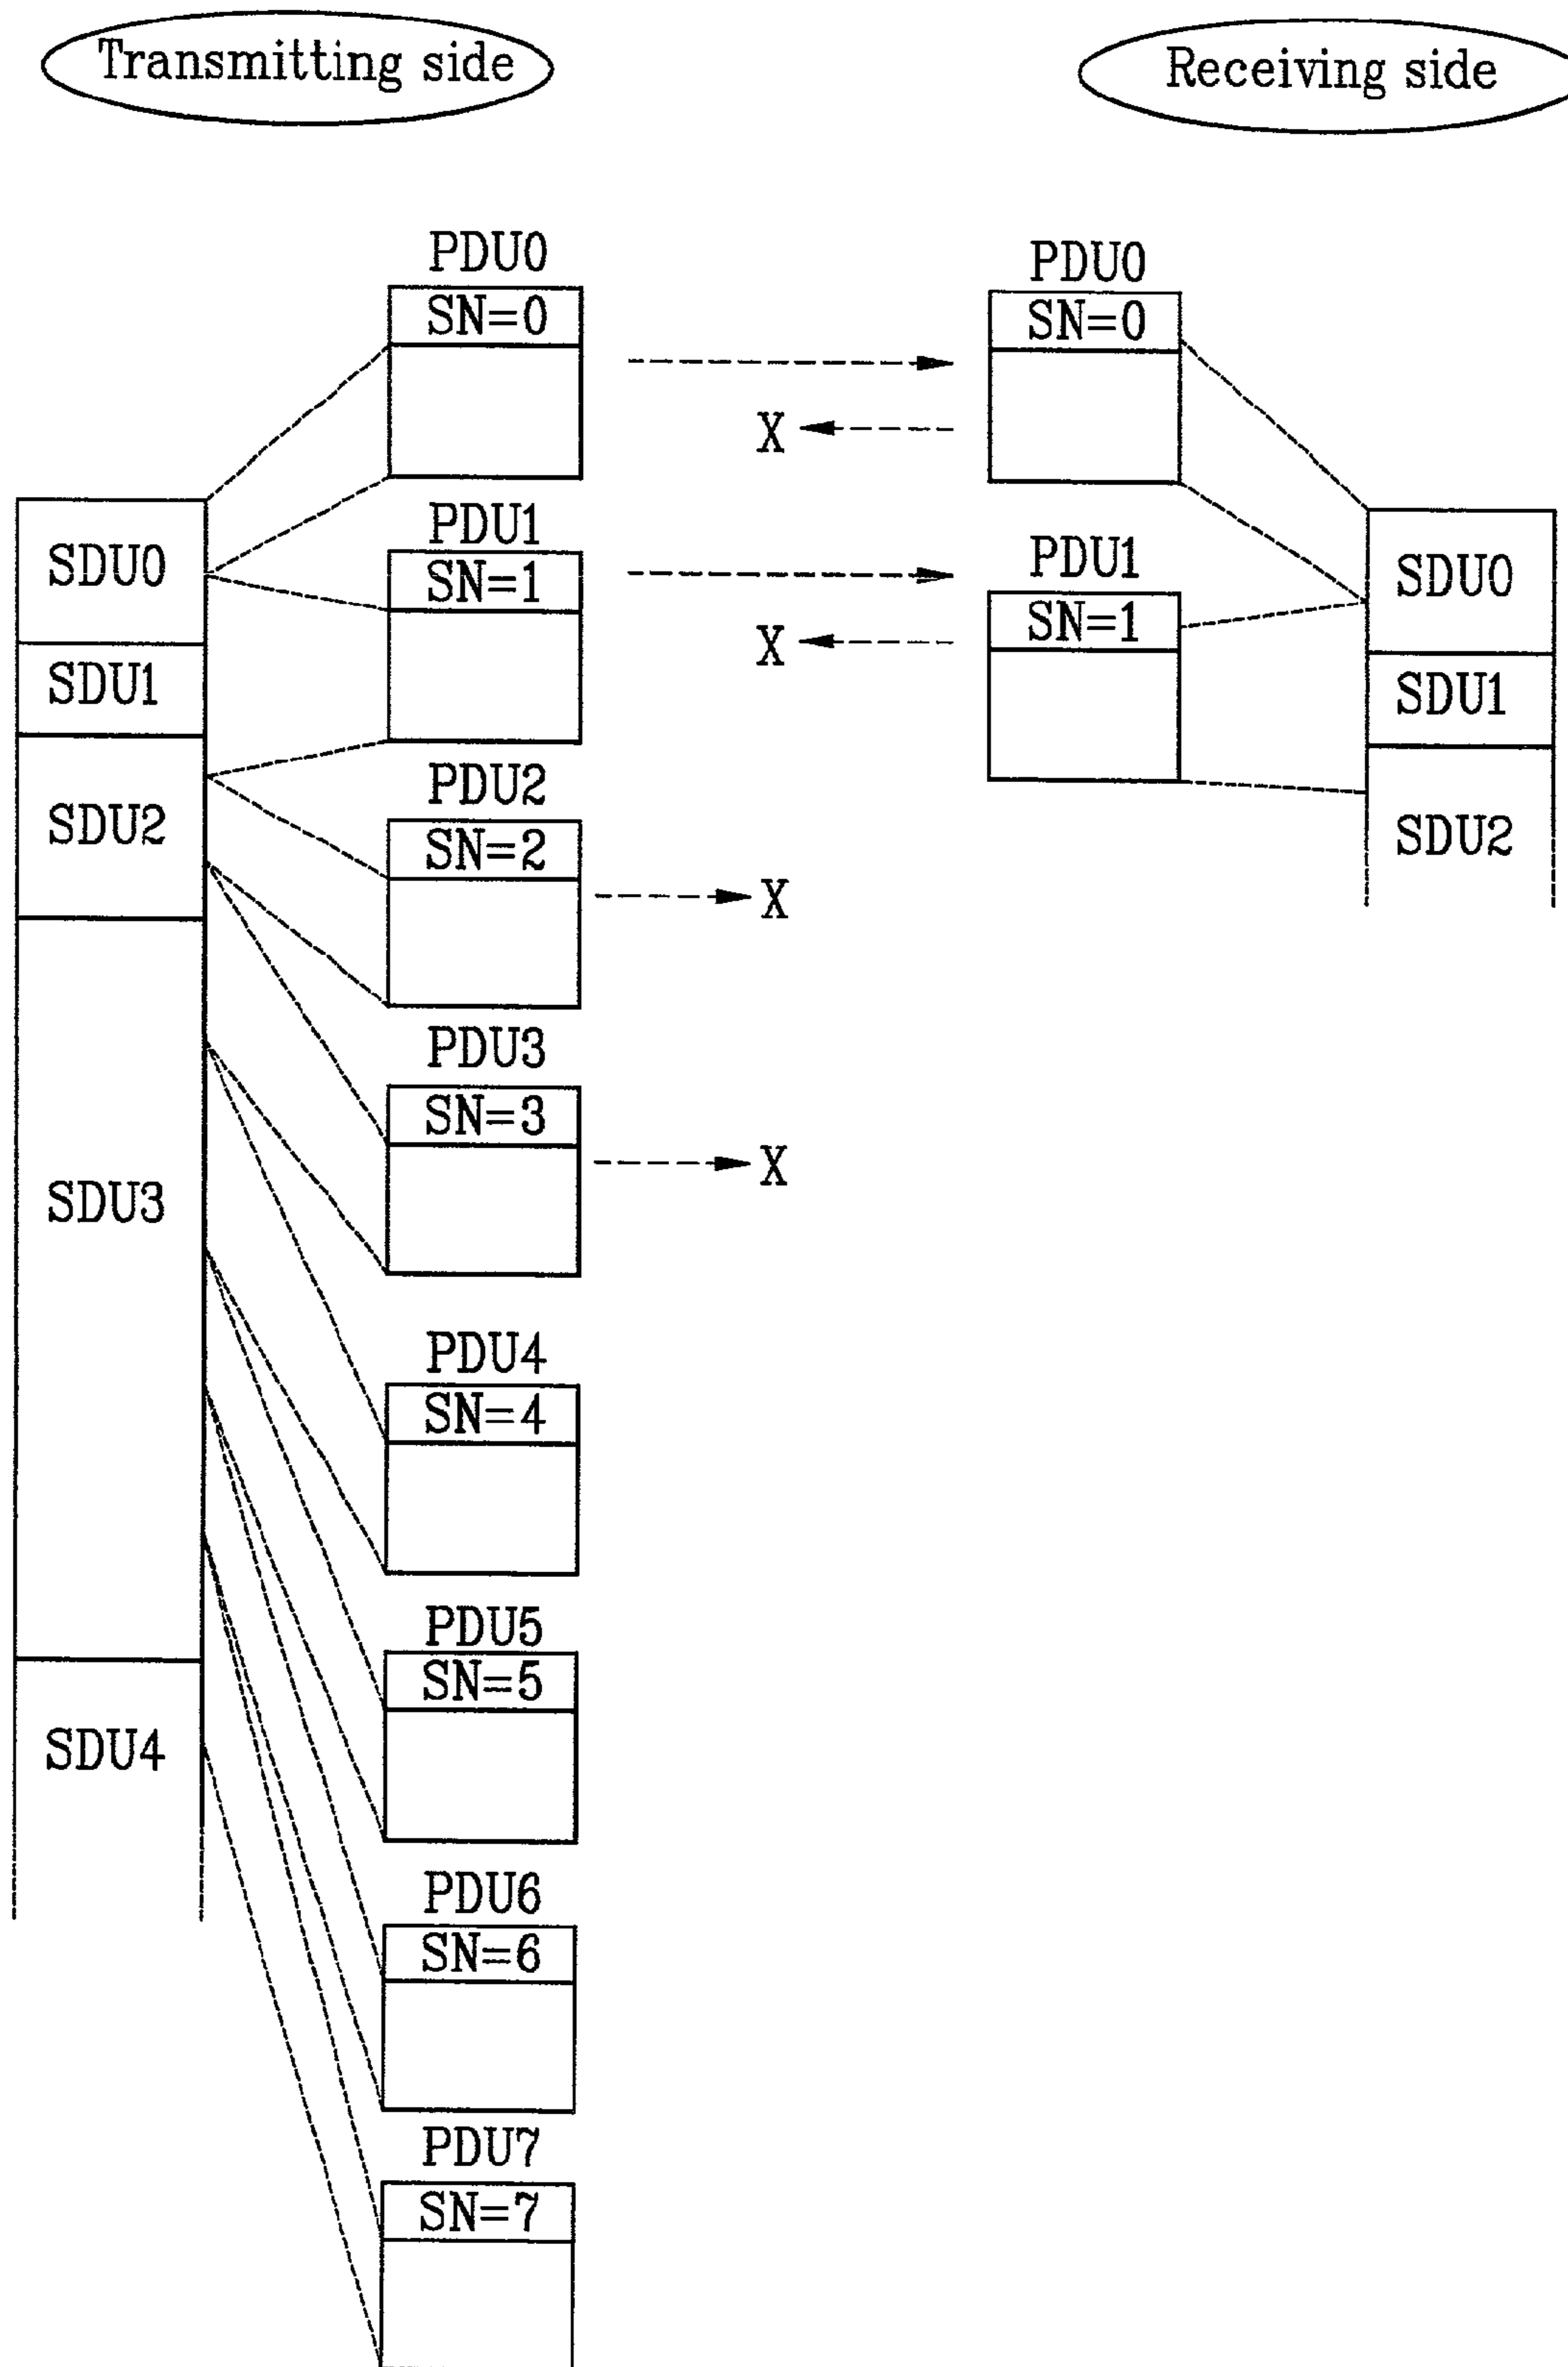 Transmitting side
Receiving side
PDU0
SN=0
X
PDU1
SN=1
X
PDU2
SN=2
X
PDU3
SN=3
X
PDU4
SN=4
PDU5
SN=5
PDU6
SN=6
PDU7
SN=7
SDU0
SDU1
SDU2
SDU3
SDU4
PDU0
SN=0
PDU1
SN=1
SDU0
SDU1
SDU2